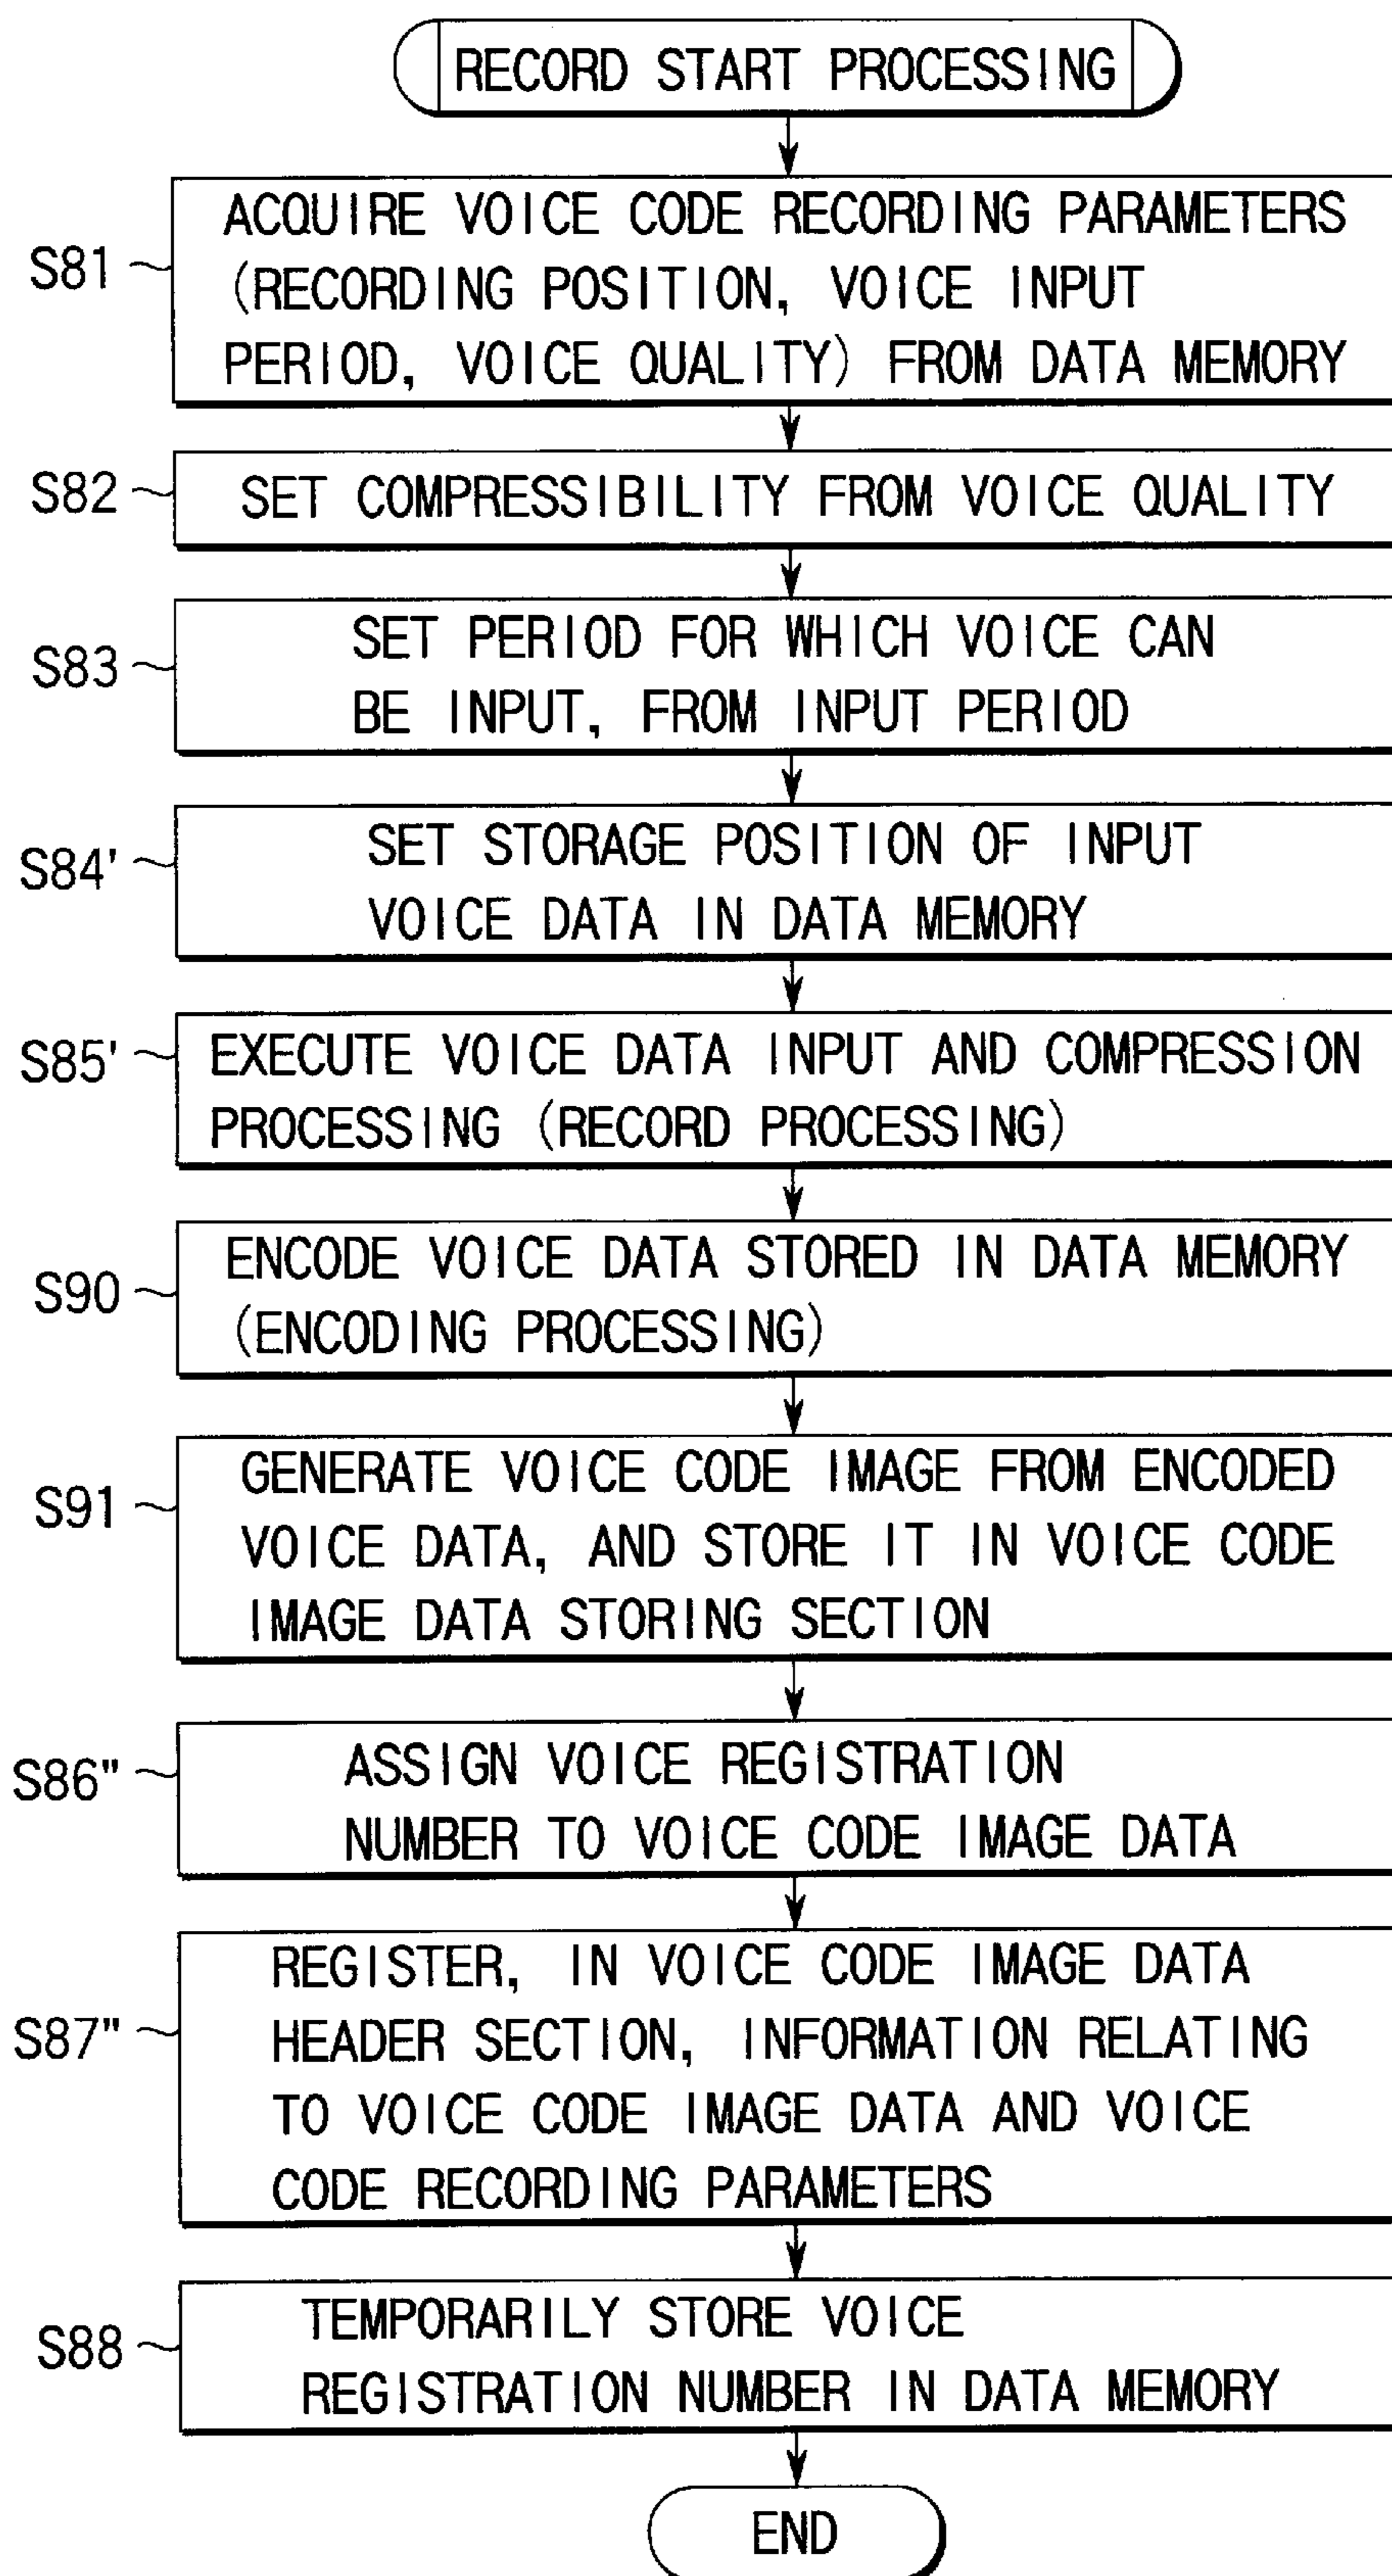 RECORD START PROCESSING
S81
ACQUIRE VOICE CODE RECORDING PARAMETERS
(RECORDING POSITION, VOICE INPUT
PERIOD, VOICE QUALITY) FROM DATA MEMORY
S82
SET COMPRESSIBILITY FROM VOICE QUALITY
S83
SET PERIOD FOR WHICH VOICE CAN
BE INPUT, FROM INPUT PERIOD
S84'
SET STORAGE POSITION OF INPUT
VOICE DATA IN DATA MEMORY
S85'
EXECUTE VOICE DATA INPUT AND COMPRESSION
PROCESSING (RECORD PROCESSING)
S90
ENCODE VOICE DATA STORED IN DATA MEMORY
(ENCODING PROCESSING)
S91
GENERATE VOICE CODE IMAGE FROM ENCODED
VOICE DATA, AND STORE IT IN VOICE CODE
IMAGE DATA STORING SECTION
S86"
ASSIGN VOICE REGISTRATION
NUMBER TO VOICE CODE IMAGE DATA
S87"
REGISTER, IN VOICE CODE IMAGE DATA
HEADER SECTION, INFORMATION RELATING
TO VOICE CODE IMAGE DATA AND VOICE
CODE RECORDING PARAMETERS
S88
TEMPORARILY STORE VOICE
REGISTRATION NUMBER IN DATA MEMORY
END